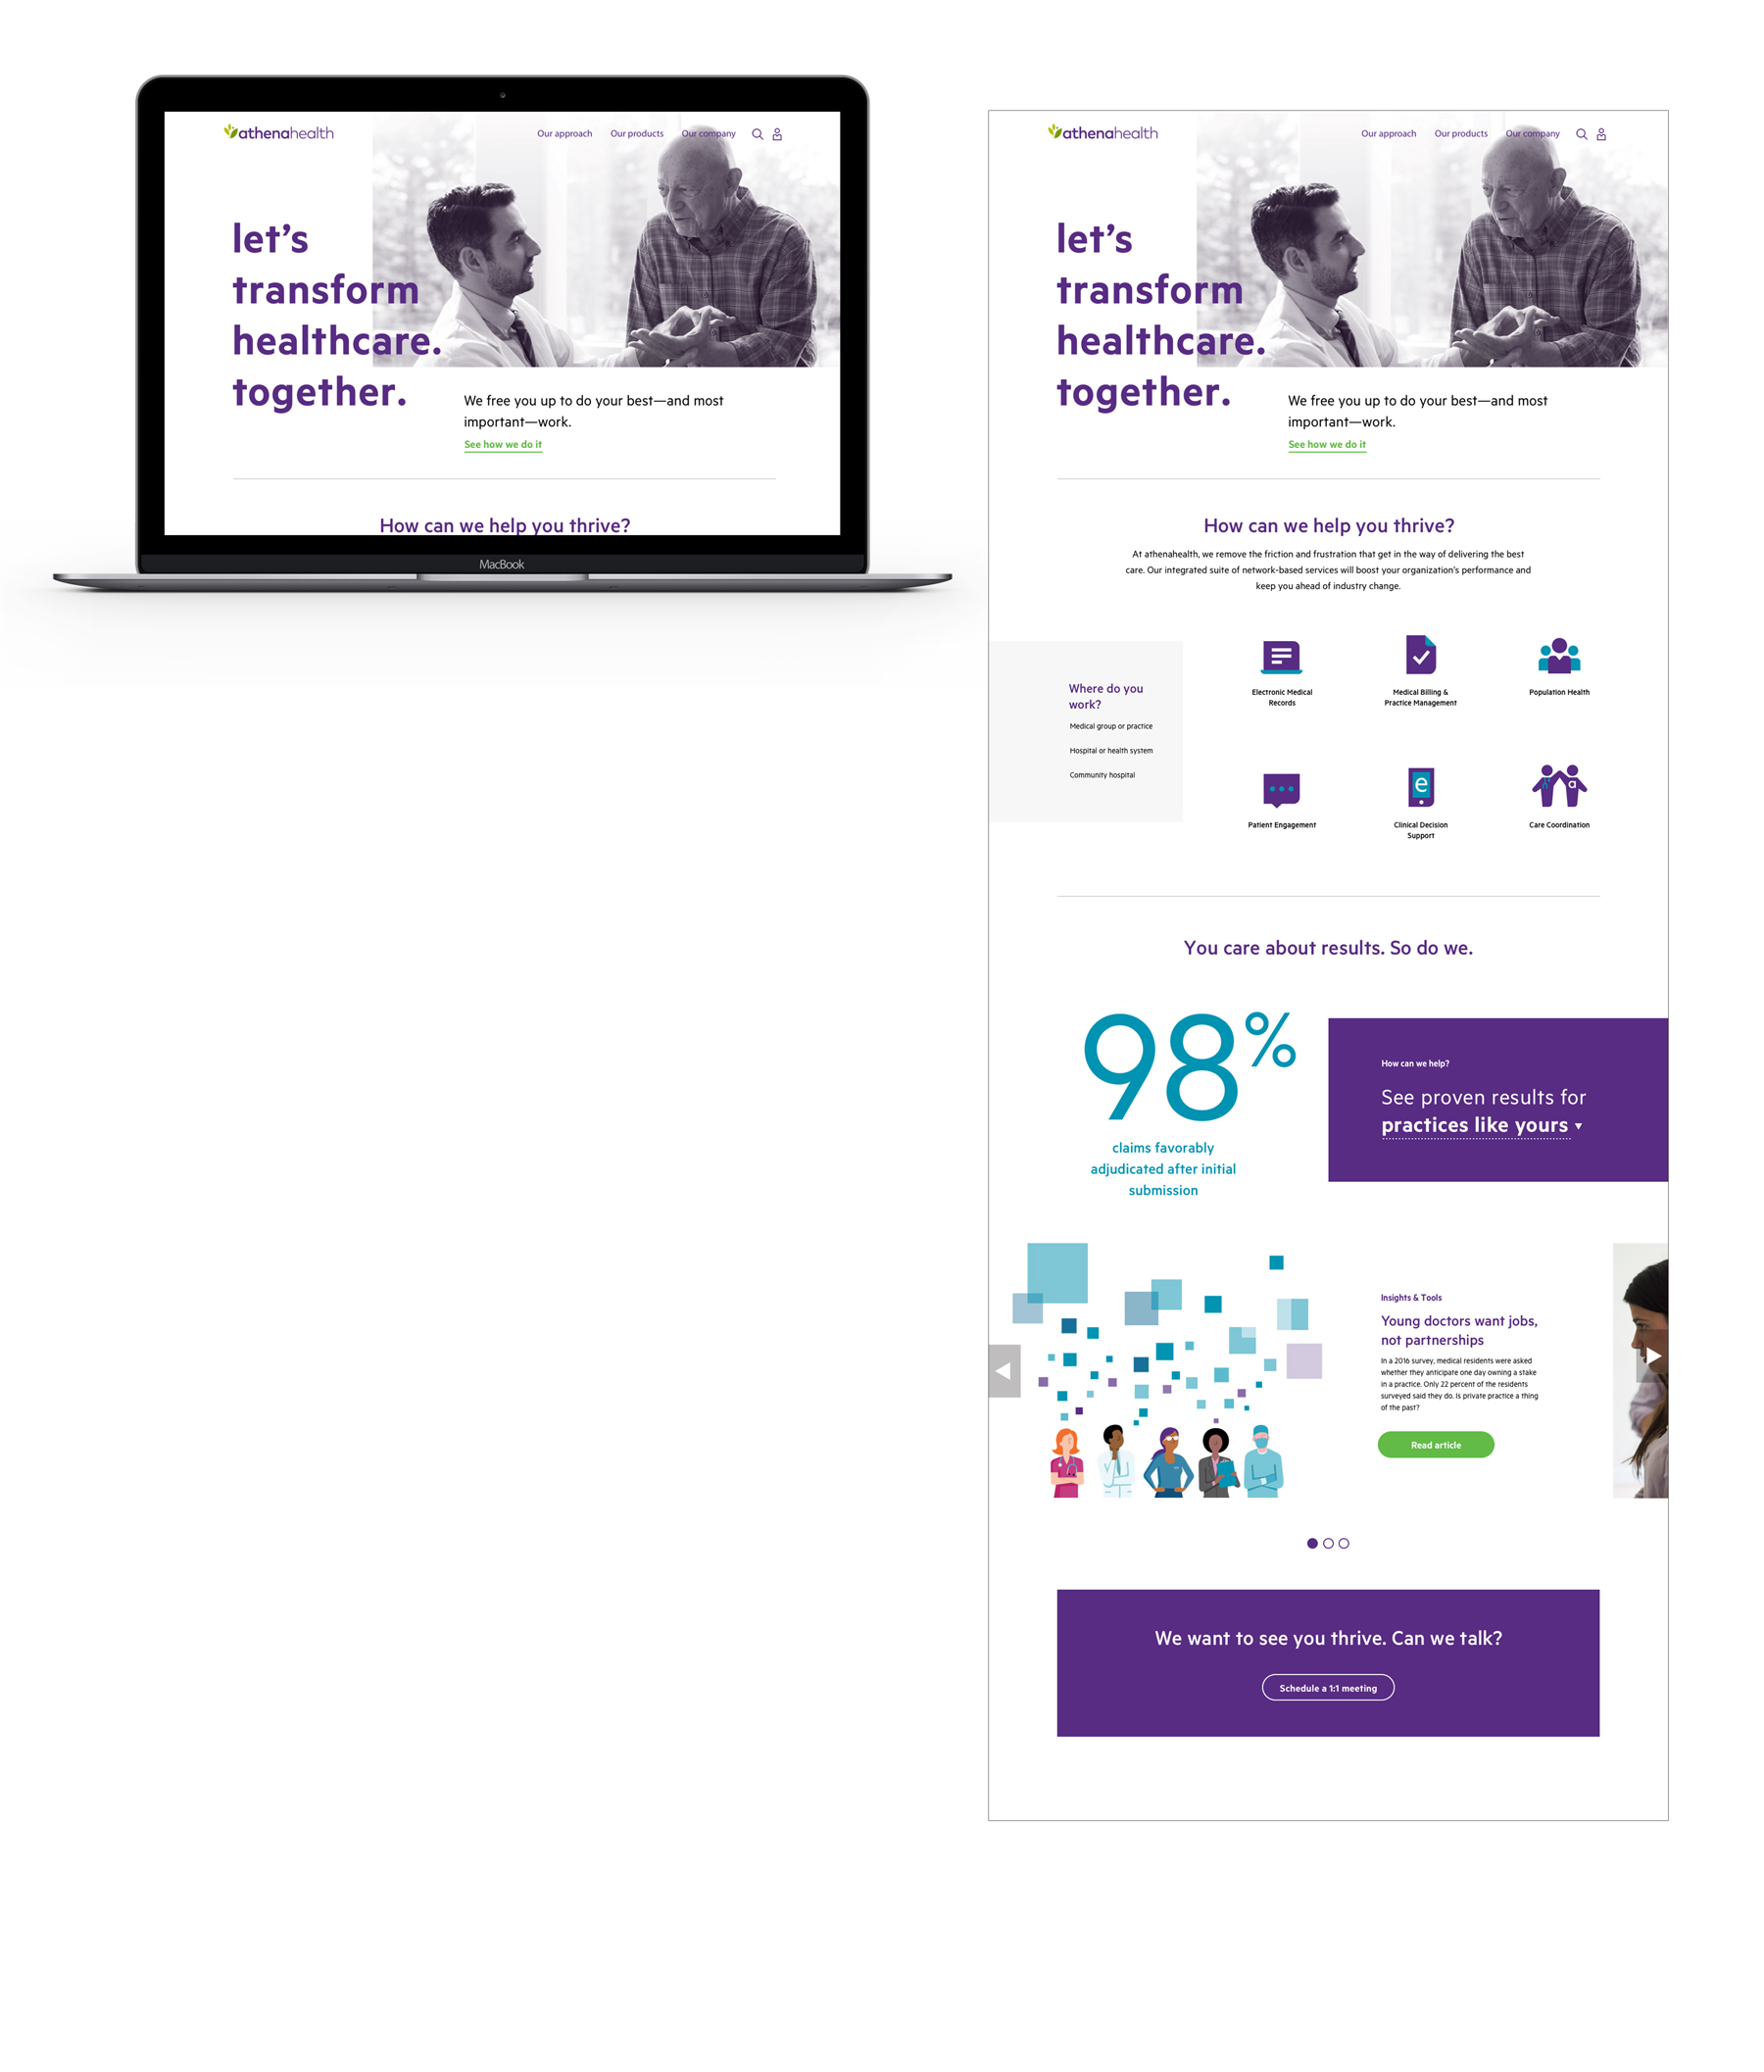 athenahealth
Our approach Our products Our company
let's
transform
healthcare.
together.
We free you up to do your best—and most
important—work.
See how we do it
How can we help you thrive?
MacBook
athenahealth
Our approach Our products Our company
let's
transform
healthcare.
together.
We free you up to do your best—and most
important—work.
See how we do it
How can we help you thrive?
At athenahealth, we remove the friction and frustration that get in the way of delivering the best
care. Our integrated suite of network-based services will boost your organization's performance and
keep you ahead of industry change.
Where do you
work?
Medical group or practice
Hospital or health system
Community hospital
Electronic Medical
Records
Medical Billing &
Practice Management
Population Health
Patient Engagement
e
Clinical Decision
Support
a
Care Coordination
You care about results. So do we.
98%
claims favorably
adjudicated after initial
submission
How can we help?
See proven results for
practices like yours
Insights & Tools
Young doctors want jobs,
not partnerships
In a 2016 survey, medical residents were asked
whether they anticipate one day owning a stake
in a practice. Only 22 percent of the residents
surveyed said they do. Is private practice a thing
of the past?
Read article
We want to see you thrive. Can we talk?
Schedule a 1:1 meeting